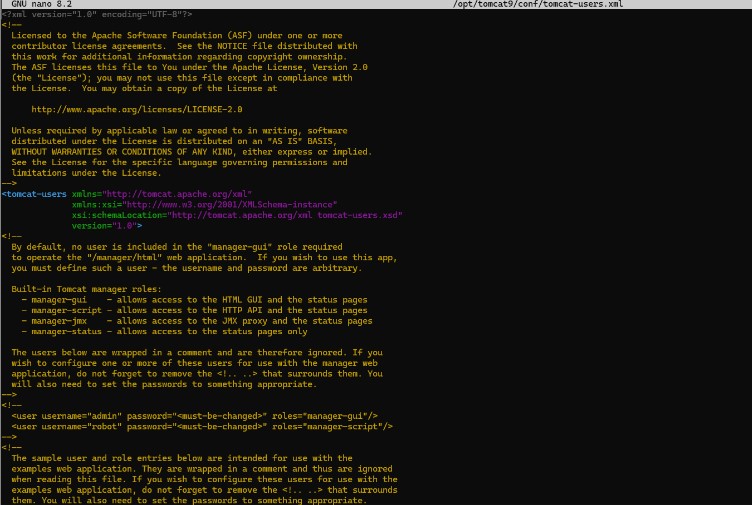 GNU nano 8.2 /opt/tomcat9/conf/tomcat-users.xml
<?xml version="1.0" encoding="UTF-8"?>
<!--
Licensed to the Apache Software Foundation (ASF) under one or more
contributor license agreements.  See the NOTICE file distributed with
this work for additional information regarding copyright ownership.
The ASF licenses this file to You under the Apache License, Version 2.0
(the "License"); you may not use this file except in compliance with
the License.  You may obtain a copy of the License at
http://www.apache.org/licenses/LICENSE-2.0
Unless required by applicable law or agreed to in writing, software
distributed under the License is distributed on an "AS IS" BASIS,
WITHOUT WARRANTIES OR CONDITIONS OF ANY KIND, either express or implied.
See the License for the specific language governing permissions and
limitations under the License.
-->
<tomcat-users xmlns="http://tomcat.apache.org/xml"
xmlns:xsi="http://www.w3.org/2001/XMLSchema-instance"
xsi:schemaLocation="http://tomcat.apache.org/xml tomcat-users.xsd"
version="1.0">
<!--
By default, no user is included in the "manager-gui" role required
to operate the "/manager/html" web application.  If you wish to use this app,
you must define such a user - the username and password are arbitrary.
Built-in Tomcat manager roles:
- manager-gui    - allows access to the HTML GUI and the status pages
- manager-script - allows access to the HTTP API and the status pages
- manager-jmx    - allows access to the JMX proxy and the status pages
- manager-status - allows access to the status pages only
The users below are wrapped in a comment and are therefore ignored. If you
wish to configure one or more of these users for use with the manager web
application, do not forget to remove the <!.. ..> that surrounds them. You
will also need to set the passwords to something appropriate.
-->
<!--
<user username="admin" password="<must-be-changed>" roles="manager-gui"/>
<user username="robot" password="<must-be-changed>" roles="manager-script"/>
-->
<!--
The sample user and role entries below are intended for use with the
examples web application. They are wrapped in a comment and thus are ignored
when reading this file. If you wish to configure these users for use with the
examples web application, do not forget to remove the <!.. ..> that surrounds
them. You will also need to set the passwords to something appropriate.